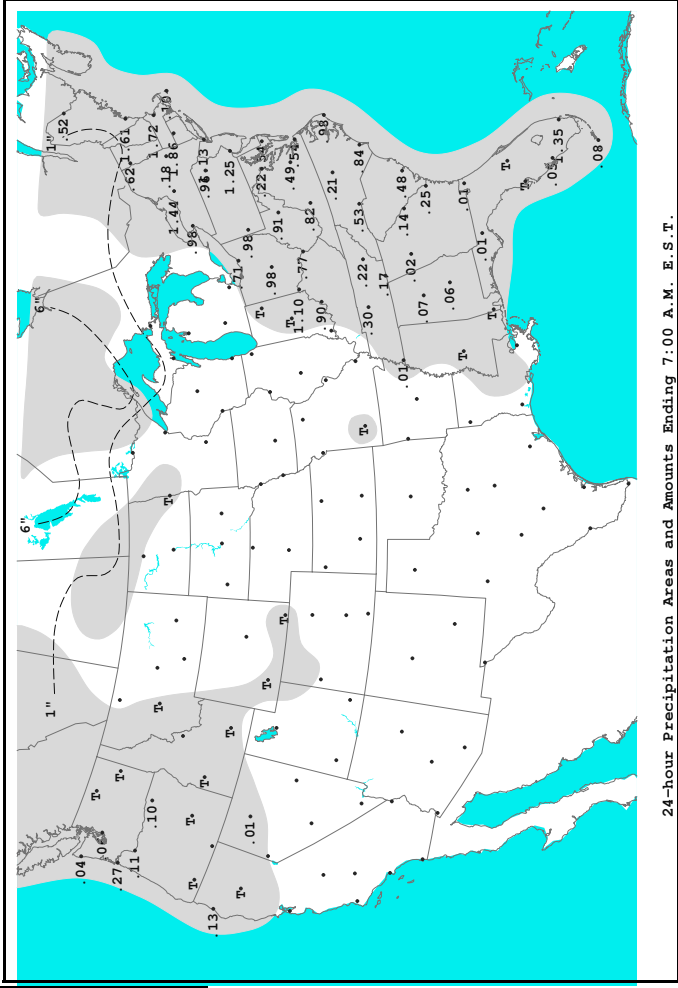 6"
6"
1"
1"
.52
.04
T
.27
T
1.61
.62
.11
.10
1.72
T
T
.18
1.86
1.44
T
T
.98
.13
.96
T
.13
1.25
T
.71
T
.98
.01
T
.22
T
.98
.91
T
.49
.54
T
1.10
.77
.82
.90
.98
.21
.53
.84
.22
T
.30
.17
.48
.01
.14
.02
.25
.07
.06
T
.01
.01
T
T
T
.05
1.35
.08
24-hour Precipitation Areas and Amounts Ending 7:00 A.M. E.S.T.